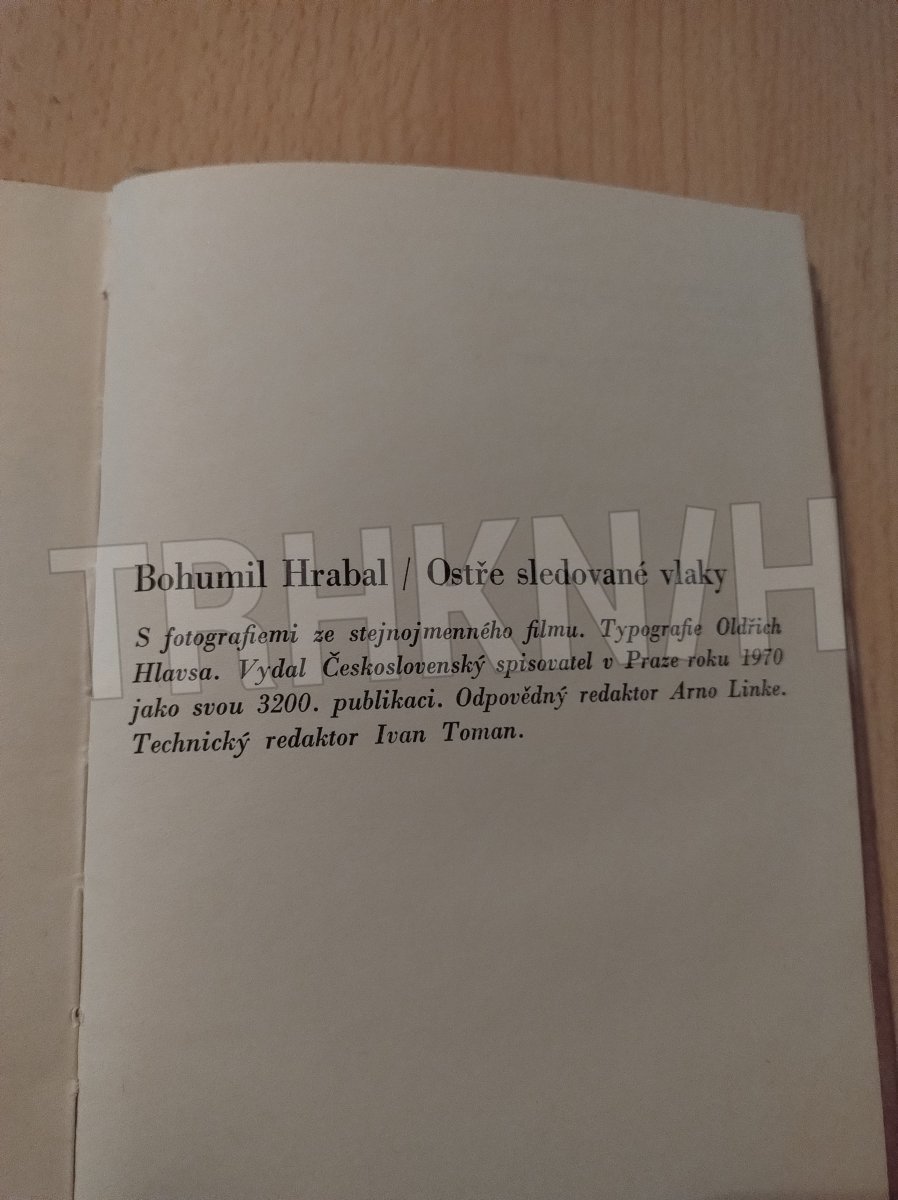 Bohumil Hrabal / Ostře sledované vlaky
S fotografiemi ze stejnojmenného filmu. Typografie Oldřich
Hlavsa. Vydal Československý spisovatel v Praze roku 1970
jako svou 3200. publikaci. Odpovědný redaktor Arno Linke.
Technický redaktor Ivan Toman.
TRHKN/H